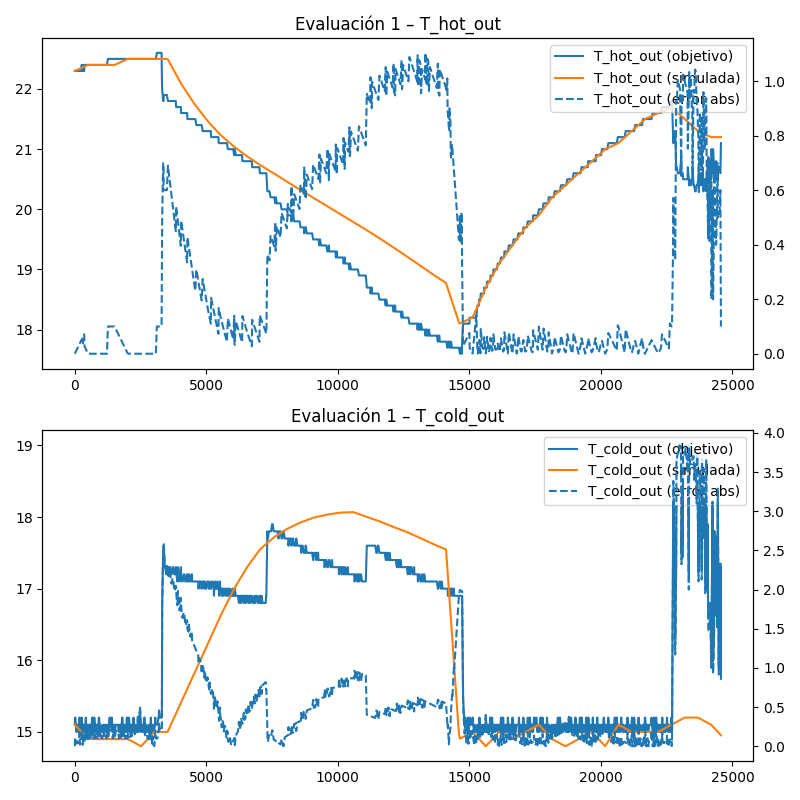 Evaluación 1 – T_hot_out
T_hot_out (objetivo)
T_hot_out (simulada)
T_hot_out (error abs)
22
21
20
19
18
1.0
0.8
0.6
0.4
0.2
0.0
0 5000 10000 15000 20000 25000
Evaluación 1 – T_cold_out
T_cold_out (objetivo)
T_cold_out (simulada)
T_cold_out (error abs)
19
18
17
16
15
4.0
3.5
3.0
2.5
2.0
1.5
1.0
0.5
0.0
0 5000 10000 15000 20000 25000